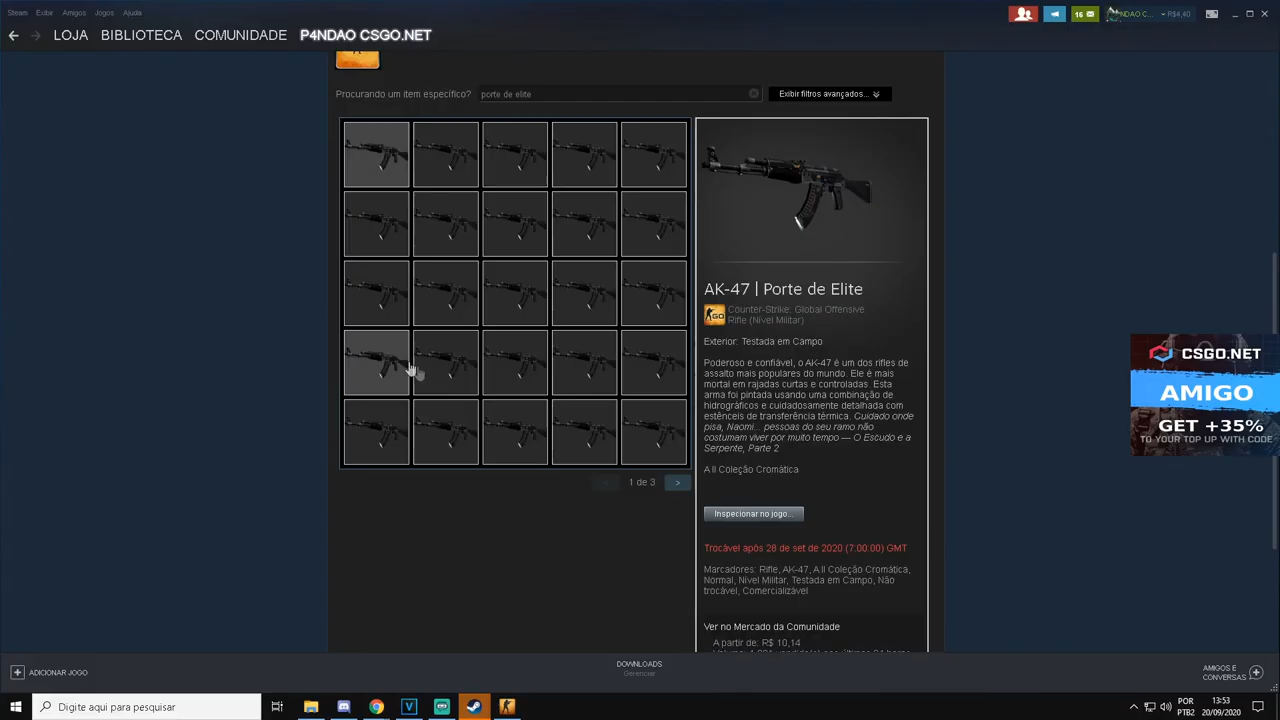 Steam Exibir Amigos Jogos Ajuda
16
P4NDAO C... R$4,40
LOJA BIBLIOTECA COMUNIDADE P4NDAO CSGO.NET
Procurando um item específico? porte de elite
Exibir filtros avançados...
AK-47 | Porte de Elite
GO
Counter-Strike: Global Offensive
Rifle (Nível Militar)
Exterior: Testada em Campo
Poderoso e confiável, o AK-47 é um dos rifles de
assalto mais populares do mundo. Ele é mais
mortal em rajadas curtas e controladas. Esta
arma foi pintada usando uma combinação de
hidrográficos e cuidadosamente detalhada com
estênceis de transferência térmica. Cuidado onde
pisa, Naomi... pessoas do seu ramo não
costumam viver por muito tempo — O Escudo e a
Serpente, Parte 2
A II Coleção Cromática
< 1 de 3 >
Inspecionar no jogo...
Trocável após 28 de set de 2020 (7:00:00) GMT
Marcadores: Rifle, AK-47, A II Coleção Cromática,
Normal, Nível Militar, Testada em Campo, Não
trocável, Comercializável
Ver no Mercado da Comunidade
A partir de: R$ 10,14
CSGO.NET
AMIGO
GET +35%
TO YOUR TOP UP WITH CODE
ADICIONAR JOGO
DOWNLOADS
Gerenciar
AMIGOS E
CONVERSAS
Digite aqui para pesquisar
POR
PTB2
13:53
20/09/2020